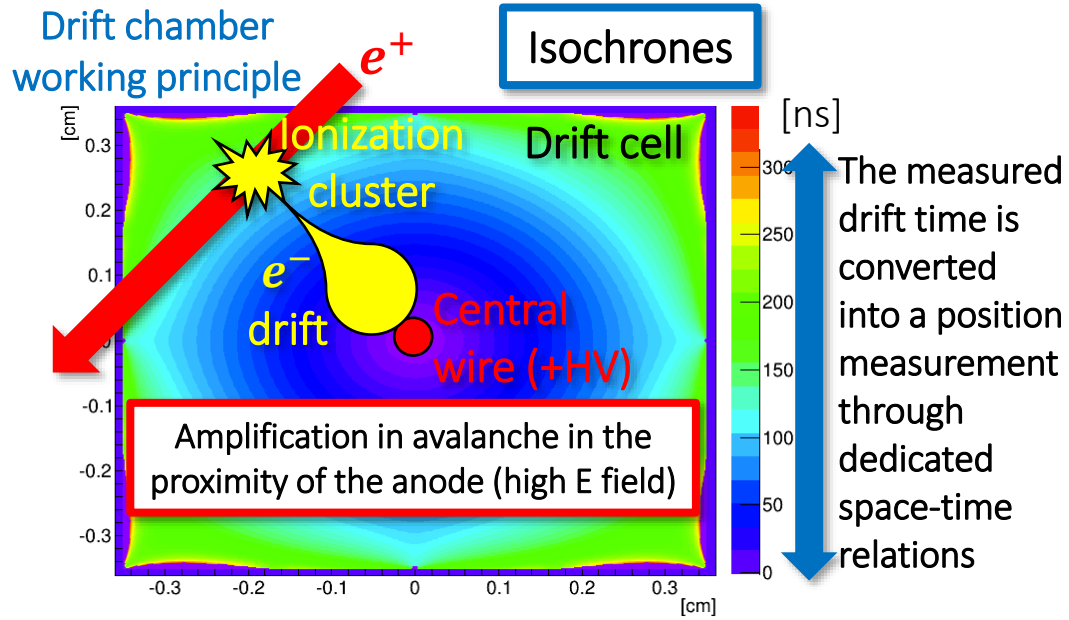 Drift chamber
working principle
e⁺
Isochrones
[cm]
[ns]
Ionization
cluster
Drift cell
e⁻
drift
Central
wire (+HV)
Amplification in avalanche in the
proximity of the anode (high E field)
0.3
0.2
0.1
0
-0.1
-0.2
-0.3
-0.3
-0.2
-0.1
0
0.1
0.2
0.3
[cm]
300
250
200
150
100
50
0
The measured
drift time is
converted
into a position
measurement
through
dedicated
space-time
relations